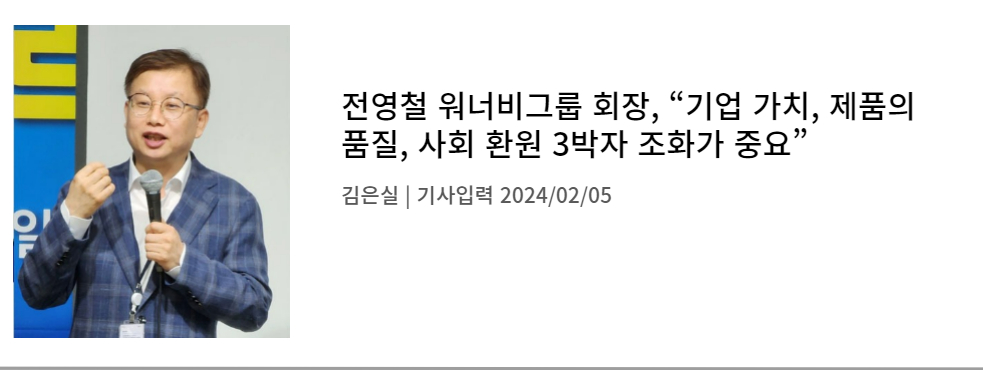 전영철 워너비그룹 회장, “기업 가치, 제품의
품질, 사회 환원 3박자 조화가 중요”
김은실 | 기사입력 2024/02/05
일